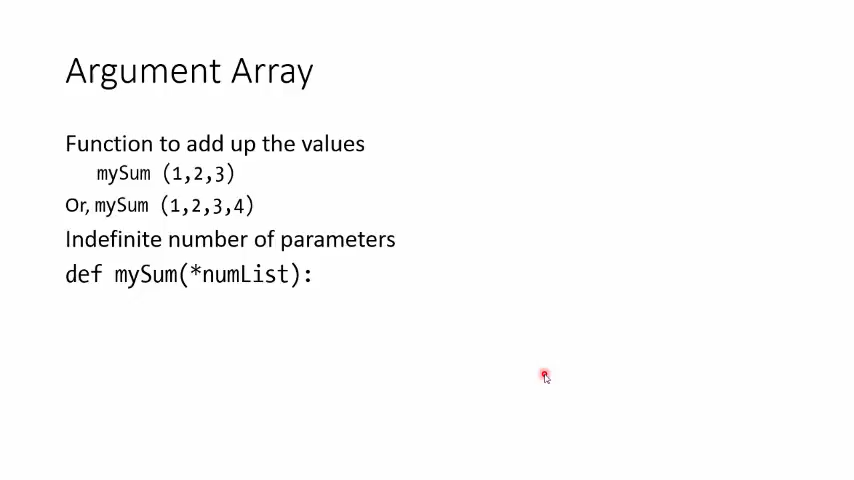 Argument Array
Function to add up the values
mySum (1,2,3)
Or, mySum (1,2,3,4)
Indefinite number of parameters
def mySum(*numList):